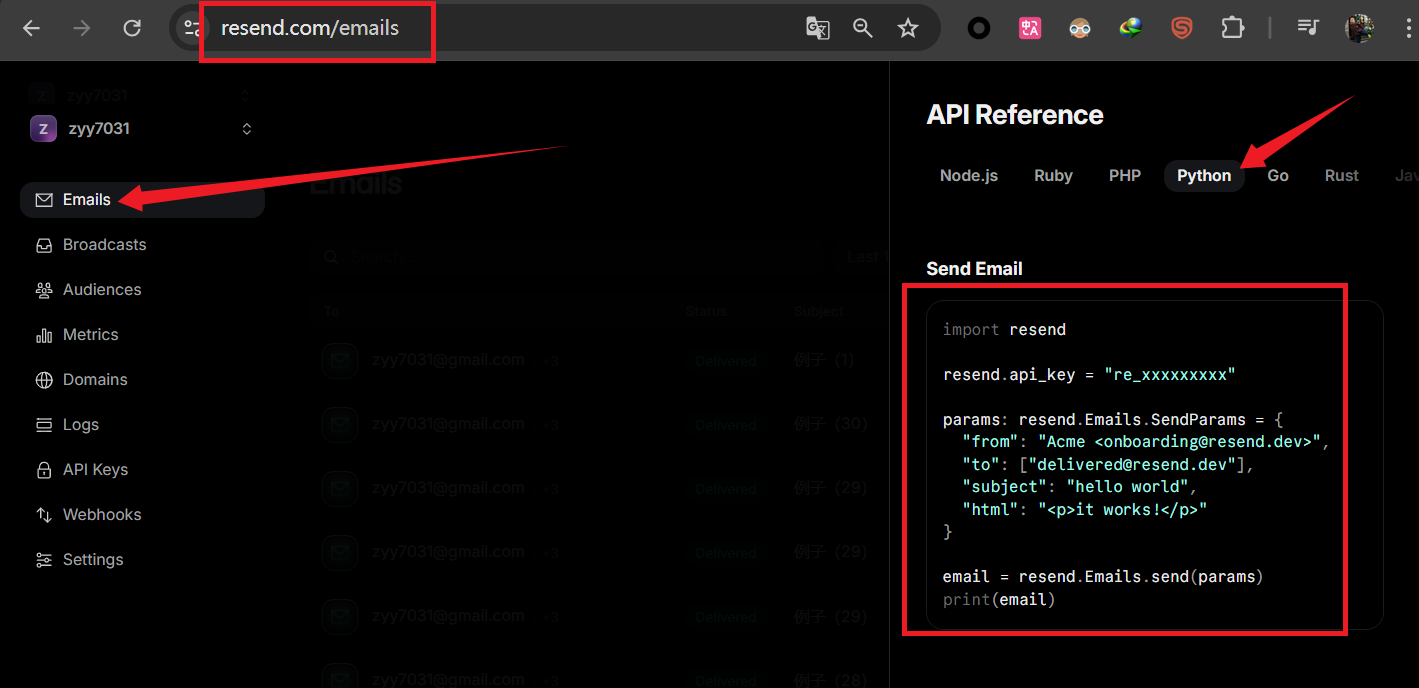 resend.com/emails
zyy7031
zyy7031
Emails
Broadcasts
Audiences
Metrics
Domains
Logs
API Keys
Webhooks
Settings
Emails
Search
Last 1
To Status Subject
zyy7031@gmail.com +3 Delivered 例子（1）
zyy7031@gmail.com +3 Delivered 例子（30）
zyy7031@gmail.com +3 Delivered 例子（29）
zyy7031@gmail.com +3 Delivered 例子（29）
zyy7031@gmail.com +3 Delivered 例子（29）
zyy7031@gmail.com +3 Delivered 例子（28）
API Reference
Node.js Ruby PHP Python Go Rust Jav
Send Email
import resend
resend.api_key = "re_xxxxxxxxx"
params: resend.Emails.SendParams = {
"from": "Acme <onboarding@resend.dev>",
"to": ["delivered@resend.dev"],
"subject": "hello world",
"html": "<p>it works!</p>"
}
email = resend.Emails.send(params)
print(email)